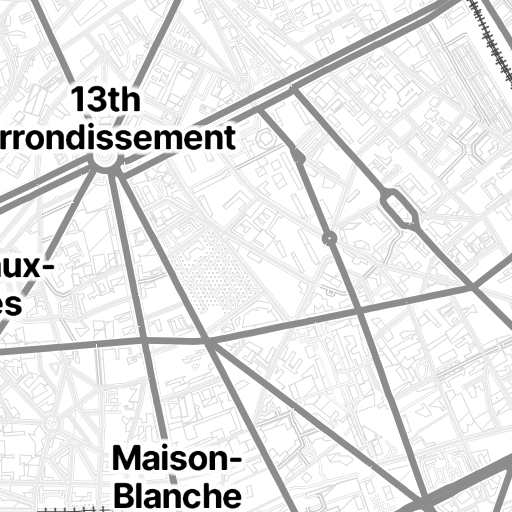 13th
rrondissement
aux-
es
Maison-
Blanche